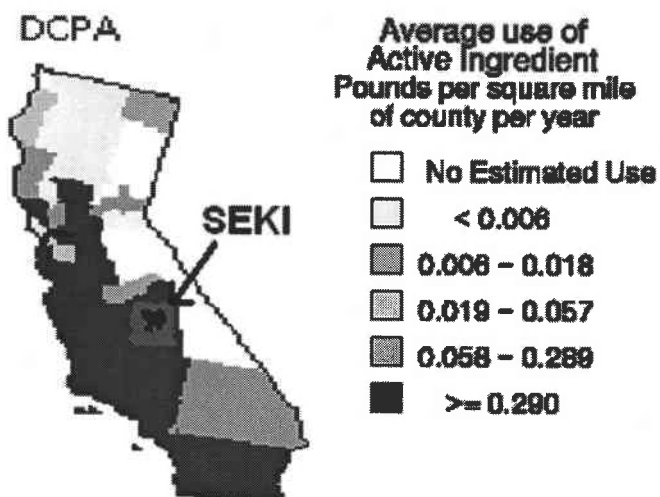 DCPA
SEKI
Average use of
Active Ingredient
Pounds per square mile
of county per year
No Estimated Use
< 0.006
0.006 - 0.018
0.019 - 0.057
0.058 - 0.289
>= 0.290